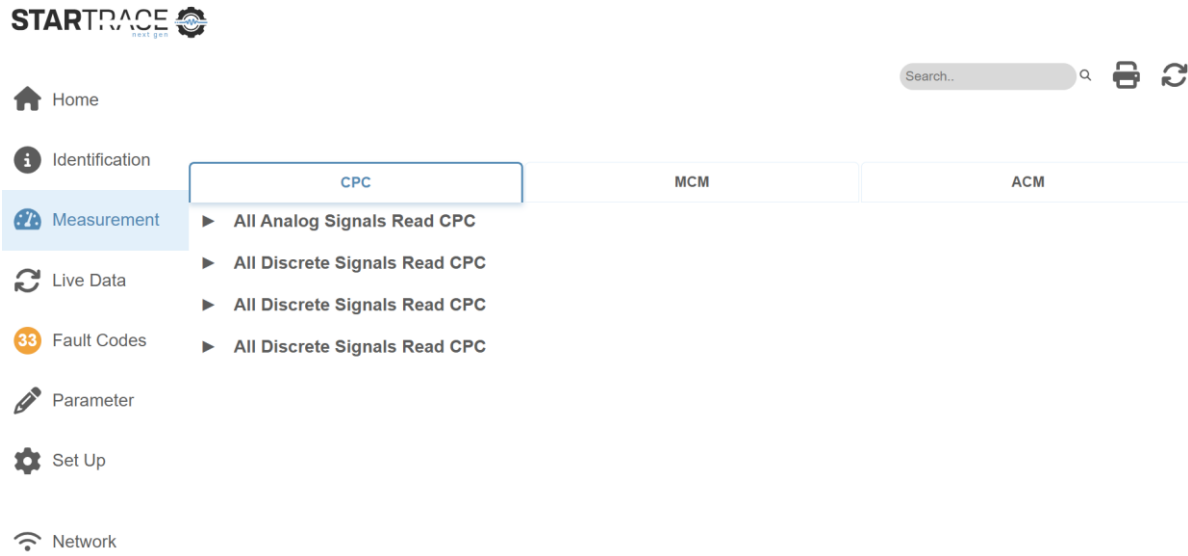 STARTRACE
next gen
Search..
Home
Identification
CPC MCM ACM
Measurement
All Analog Signals Read CPC
All Discrete Signals Read CPC
Live Data
All Discrete Signals Read CPC
33 Fault Codes
All Discrete Signals Read CPC
Parameter
Set Up
Network